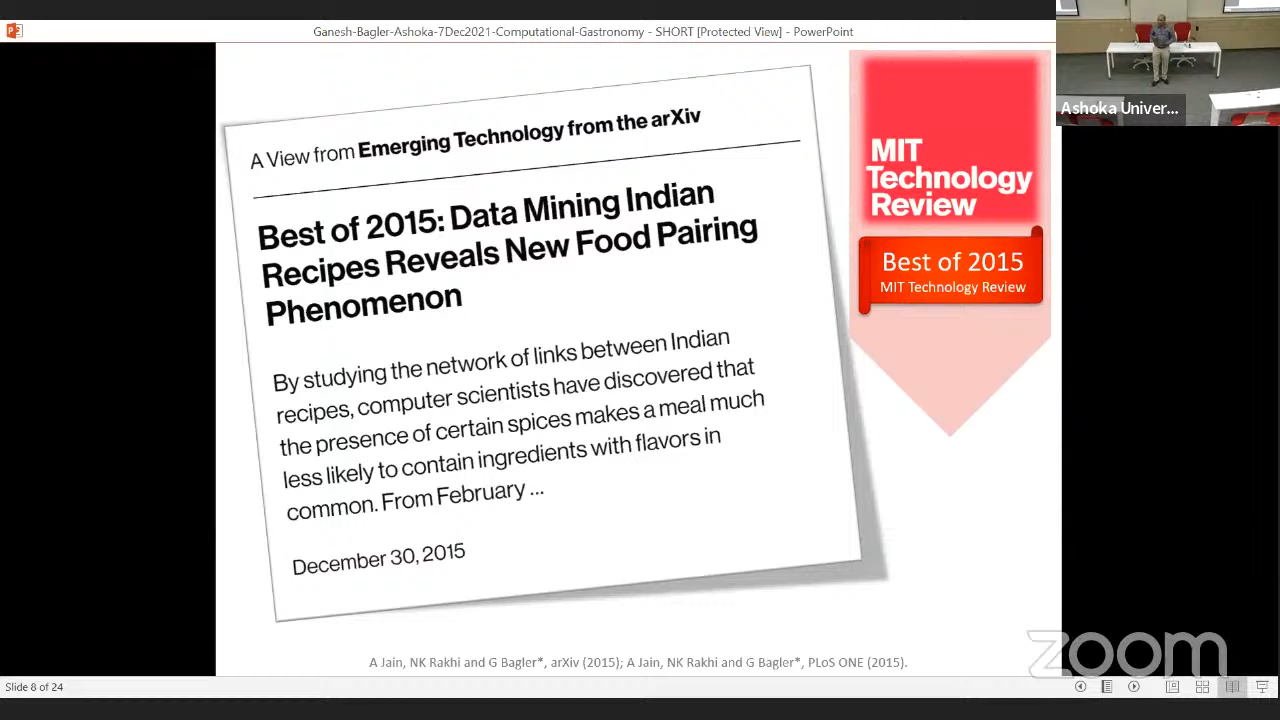 Ganesh-Bagler-Ashoka-7Dec2021-Computational-Gastronomy - SHORT [Protected View] - PowerPoint
Ashoka Univer...
A View from Emerging Technology from the arXiv
Best of 2015: Data Mining Indian
Recipes Reveals New Food Pairing
Phenomenon
By studying the network of links between Indian
recipes, computer scientists have discovered that
the presence of certain spices makes a meal much
less likely to contain ingredients with flavors in
common. From February ...
December 30, 2015
MIT
Technology
Review
Best of 2015
MIT Technology Review
A Jain, NK Rakhi and G Bagler*, arXiv (2015); A Jain, NK Rakhi and G Bagler*, PLoS ONE (2015).
zoom
Slide 8 of 24